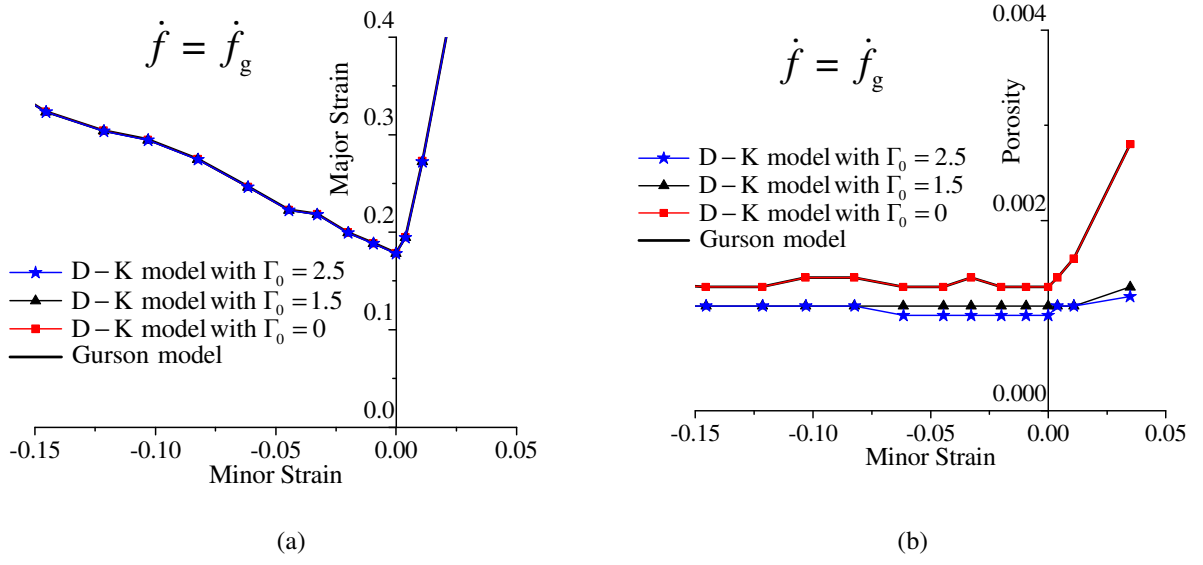 ḟ = ḟg
Major Strain
0.4
0.3
0.2
0.1
0.0
D – K model with Γ0 = 2.5
D – K model with Γ0 = 1.5
D – K model with Γ0 = 0
Gurson model
-0.15 -0.10 -0.05 0.00 0.05
Minor Strain
(a)
ḟ = ḟg
Porosity
0.004
0.002
0.000
D – K model with Γ0 = 2.5
D – K model with Γ0 = 1.5
D – K model with Γ0 = 0
Gurson model
-0.15 -0.10 -0.05 0.00 0.05
Minor Strain
(b)